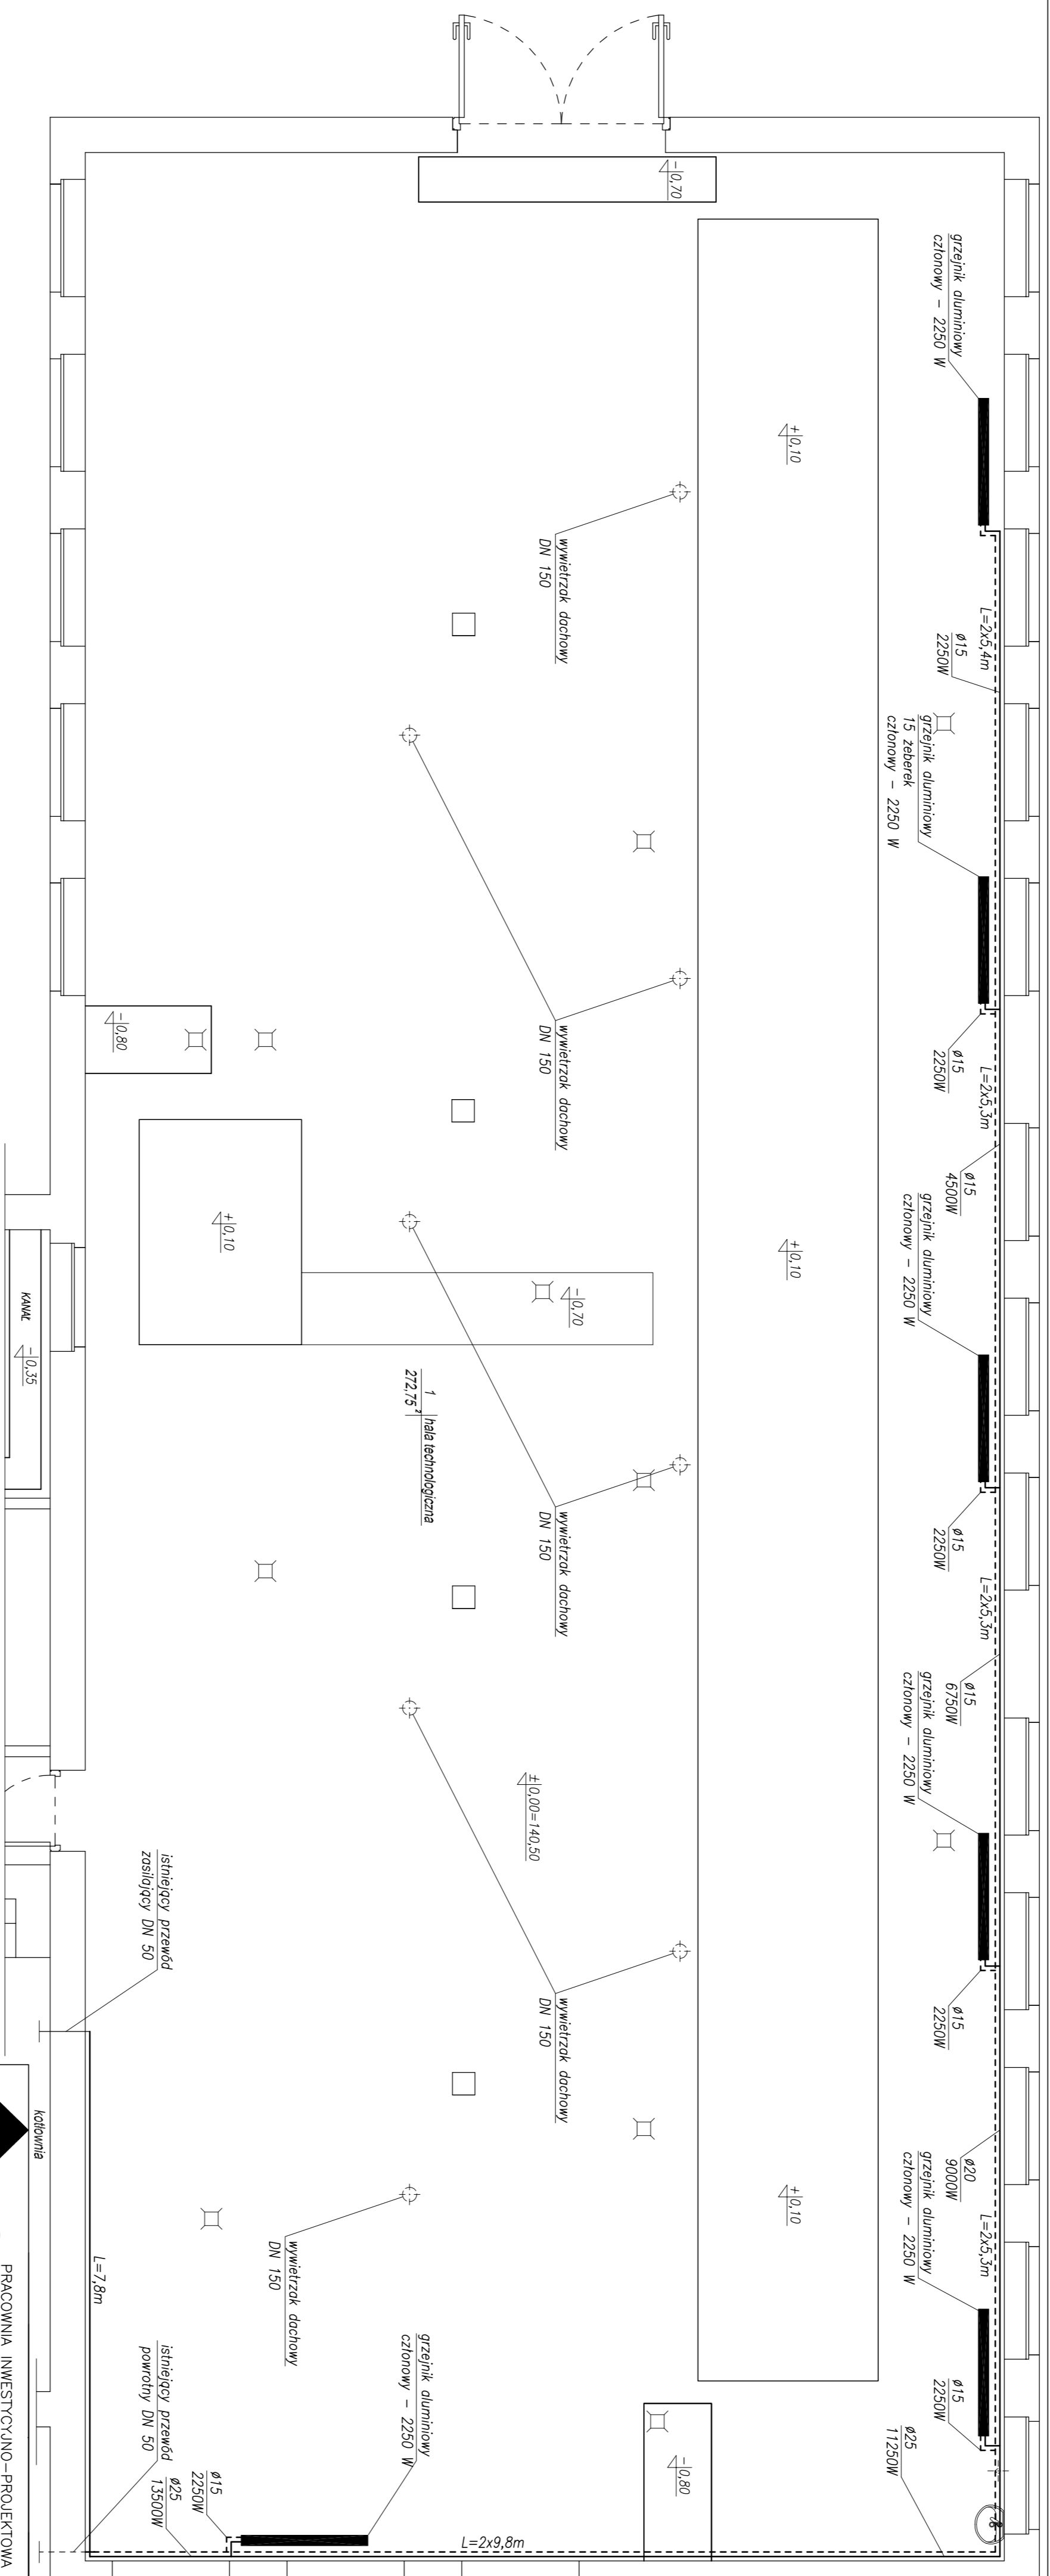 grzejnik aluminiowy
członowy - 2250 W
L=2x5,4m
ø15
2250W
grzejnik aluminiowy
15 żeberek
członowy - 2250 W
ø15
2250W
L=2x5,3m
ø15
4500W
grzejnik aluminiowy
członowy - 2250 W
ø15
2250W
L=2x5,3m
ø15
6750W
grzejnik aluminiowy
członowy - 2250 W
ø15
2250W
ø20
9000W
L=2x5,3m
grzejnik aluminiowy
członowy - 2250 W
ø15
2250W
ø25
11250W
-0,70
+0,10
+0,10
+0,10
-0,80
wywietrzak dachowy
DN 150
wywietrzak dachowy
DN 150
wywietrzak dachowy
DN 150
wywietrzak dachowy
DN 150
±0,00=140,50
-0,70
1
hala technologiczna
272,75
L=2x9,8m
grzejnik aluminiowy
członowy - 2250 W
wywietrzak dachowy
DN 150
+0,10
-0,80
ø15
2250W
ø25
13500W
istniejący przewód
zasilający DN 50
istniejący przewód
powrotny DN 50
L=7,8m
KANAŁ
-0,35
kotłownia
PRACOWNIA INWESTYCYJNO-PROJEKTOWA